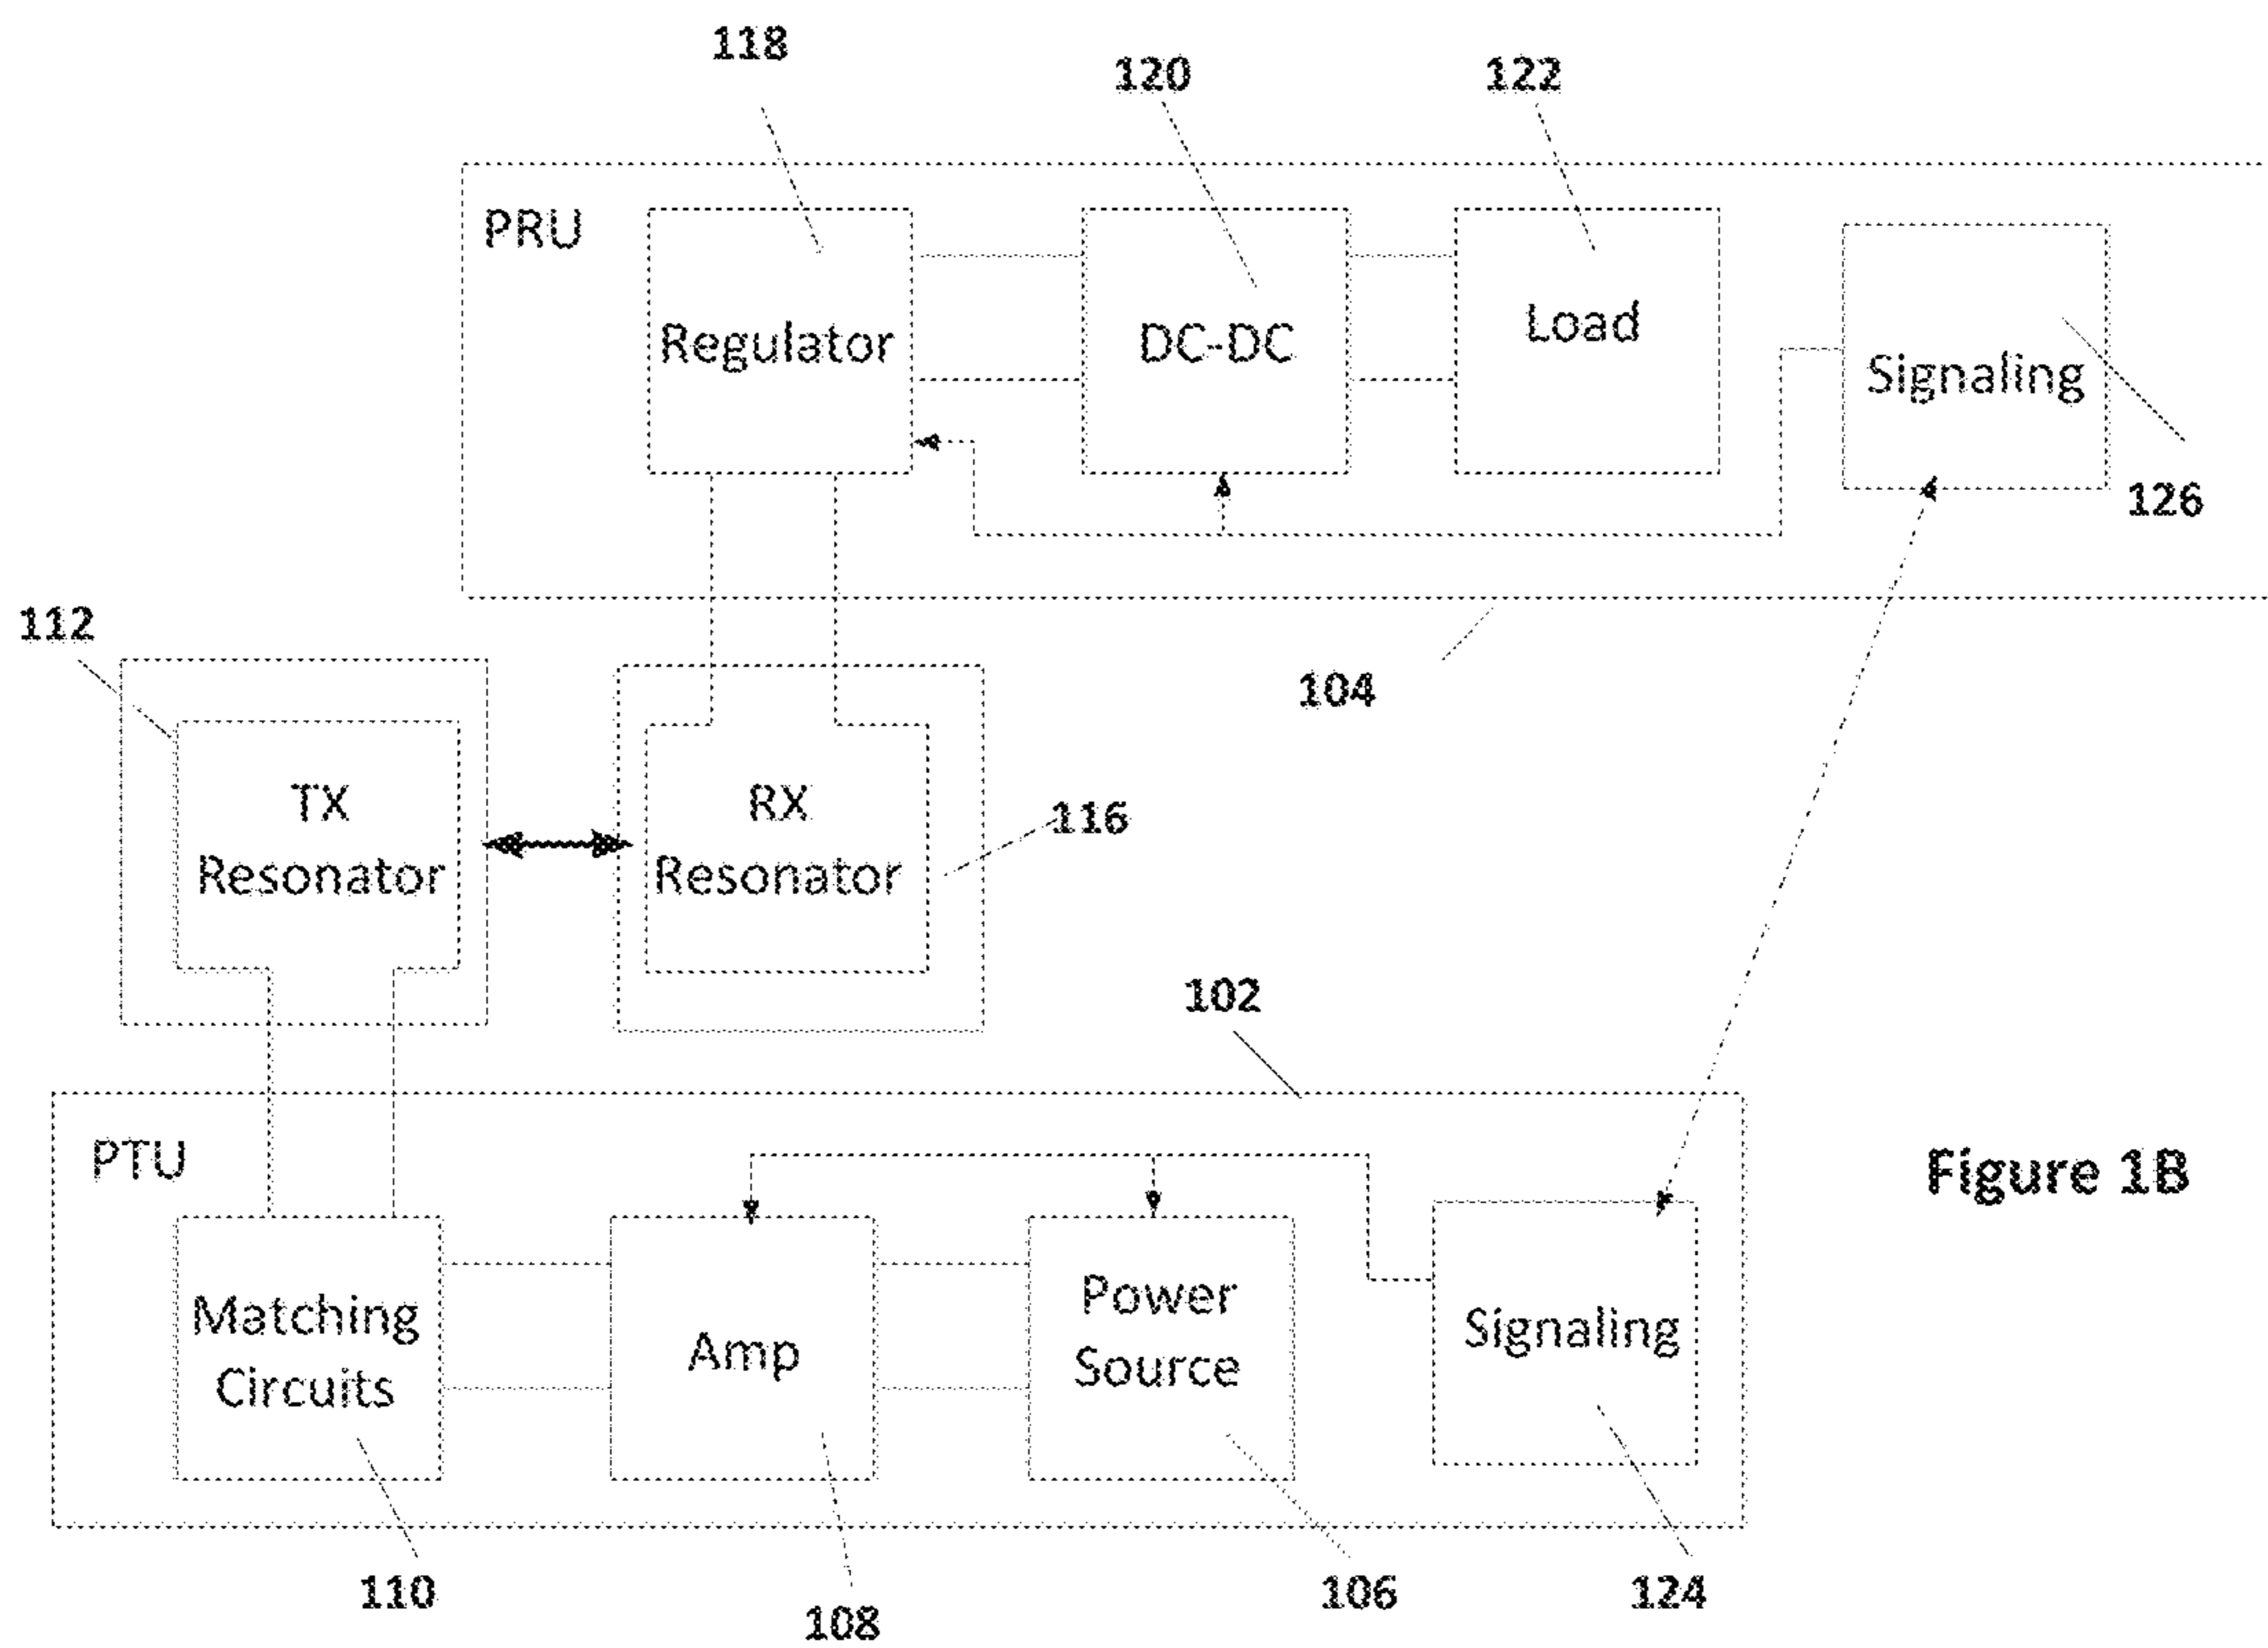 118
120
122
PRU
Regulator
DC-DC
Load
Signaling
126
112
104
TX
Resonator
RX
Resonator
116
102
PTU
Figure 1B
Matching
Circuits
Amp
Power
Source
Signaling
110
108
106
124